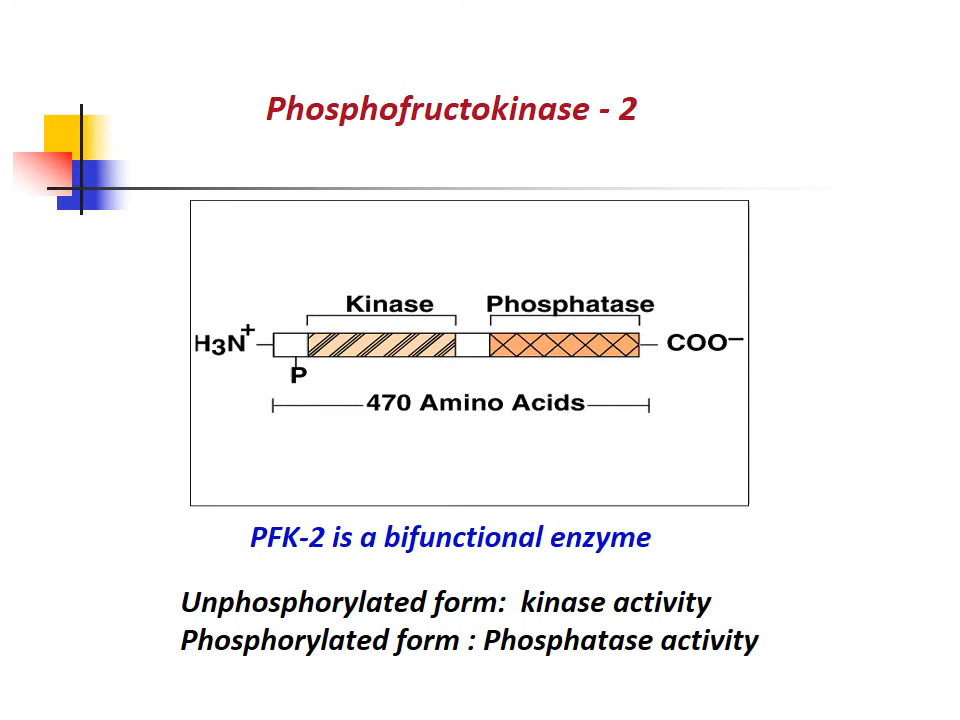 Phosphofructokinase - 2
Kinase Phosphatase
H3N+ COO−
P
470 Amino Acids
PFK-2 is a bifunctional enzyme
Unphosphorylated form: kinase activity
Phosphorylated form : Phosphatase activity